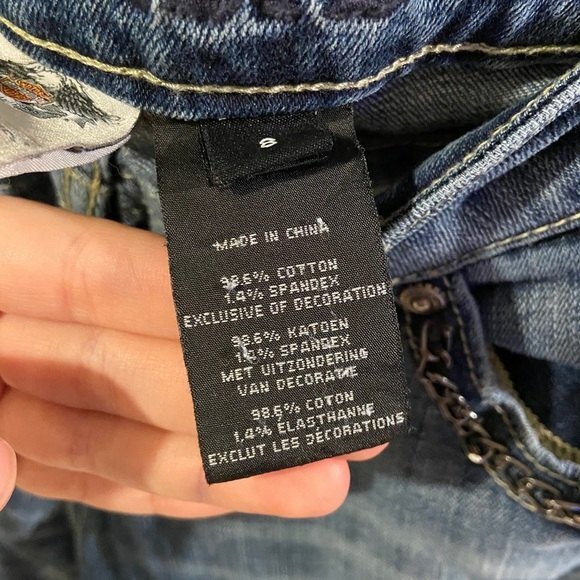 8
MADE IN CHINA
98.6% COTTON
1.4% SPANDEX
EXCLUSIVE OF DECORATION
98.6% KATOEN
1.4% SPANDEX
MET UITZONDERING
VAN DECORATIE
98.6% COTON
1.4% ELASTHANNE
EXCLUT LES DÉCORATIONS